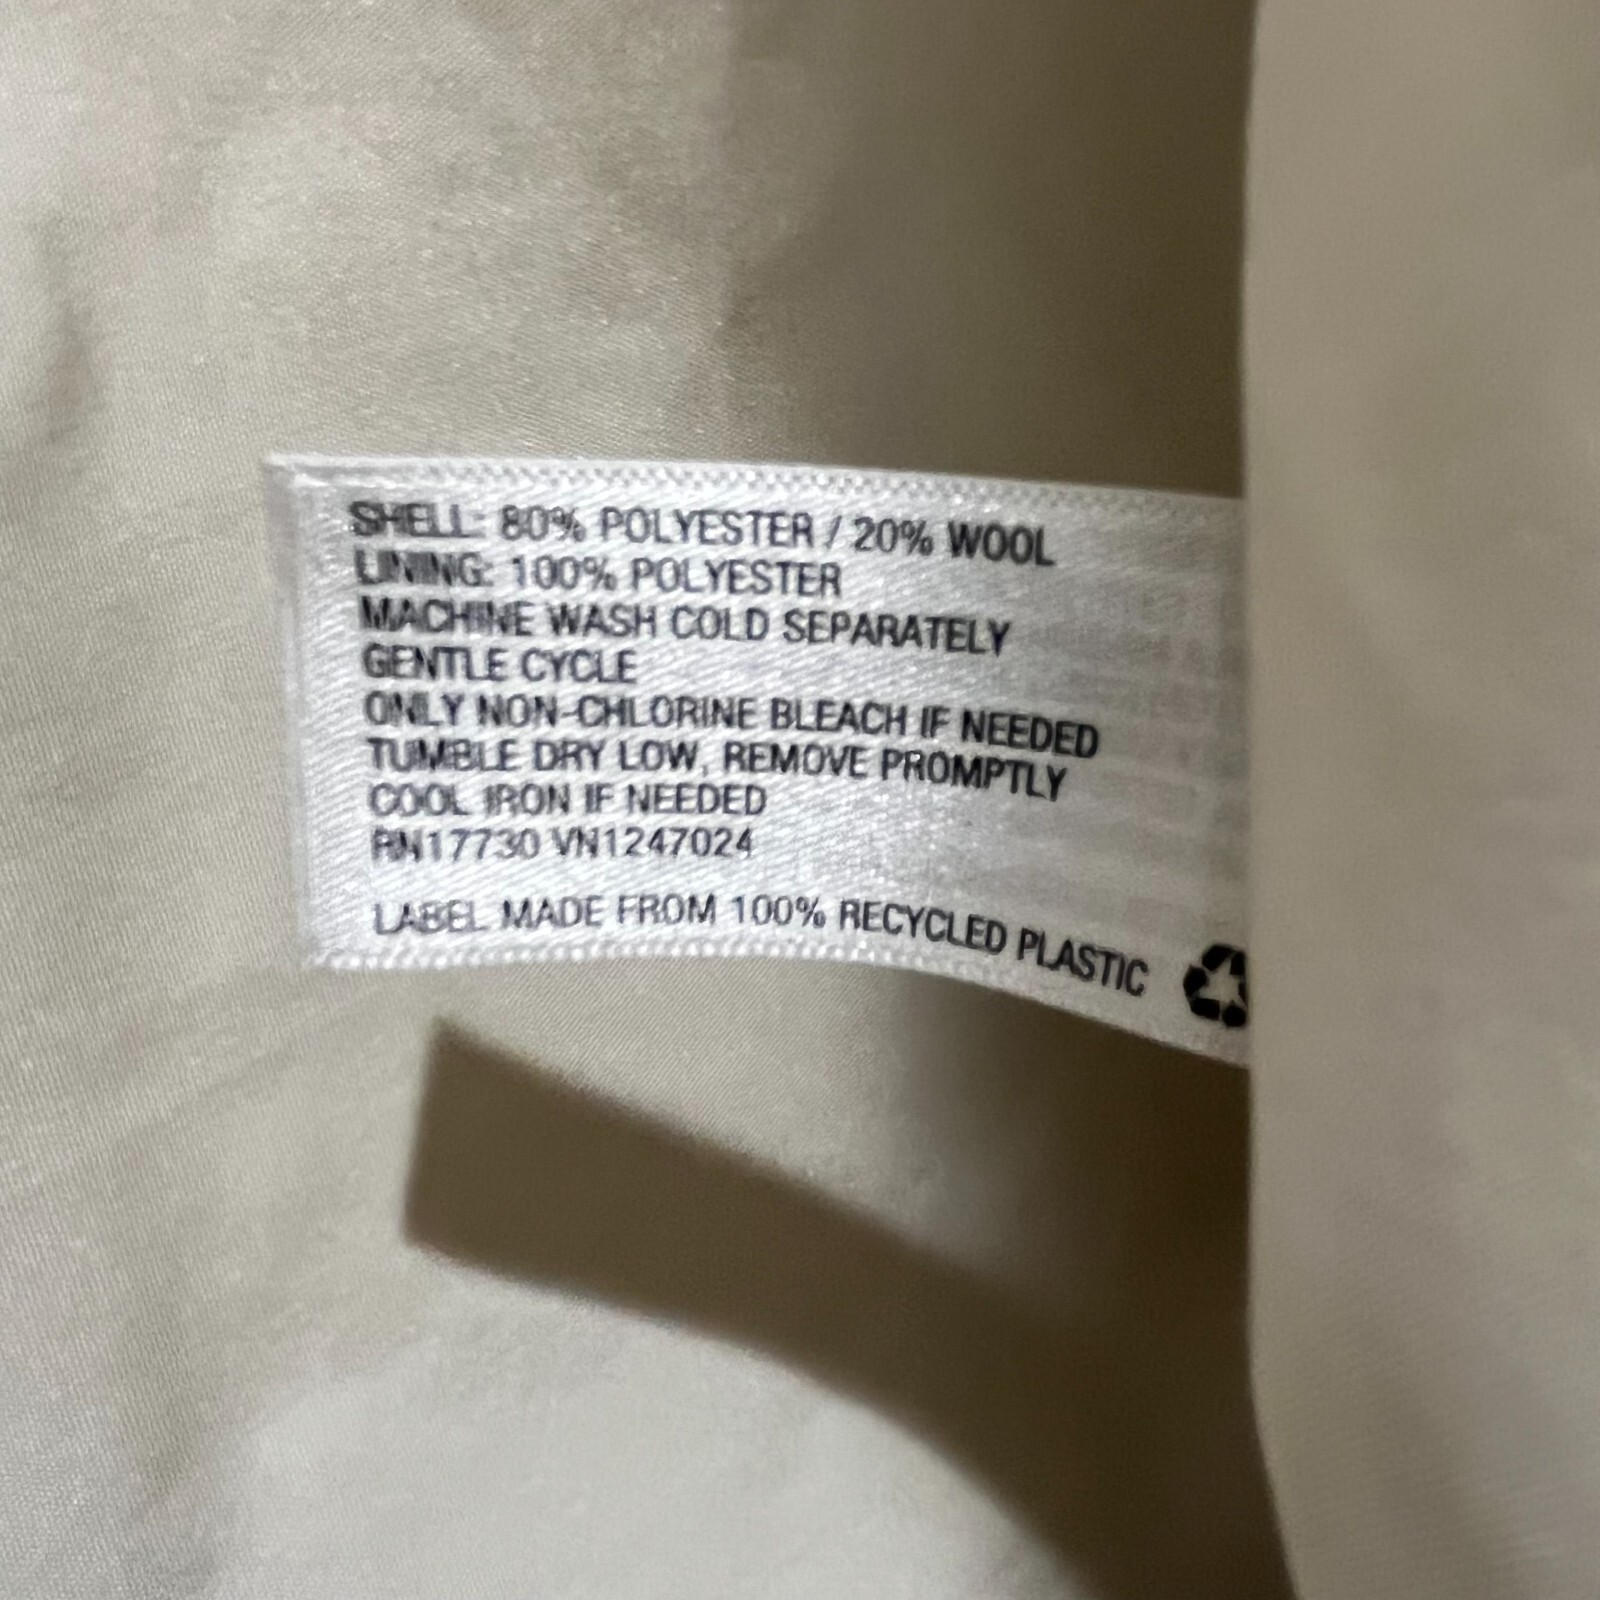 SHELL: 80% POLYESTER / 20% WOOL
LINING: 100% POLYESTER
MACHINE WASH COLD SEPARATELY
GENTLE CYCLE
ONLY NON-CHLORINE BLEACH IF NEEDED
TUMBLE DRY LOW, REMOVE PROMPTLY
COOL IRON IF NEEDED
RN17730 VN1247024
LABEL MADE FROM 100% RECYCLED PLASTIC